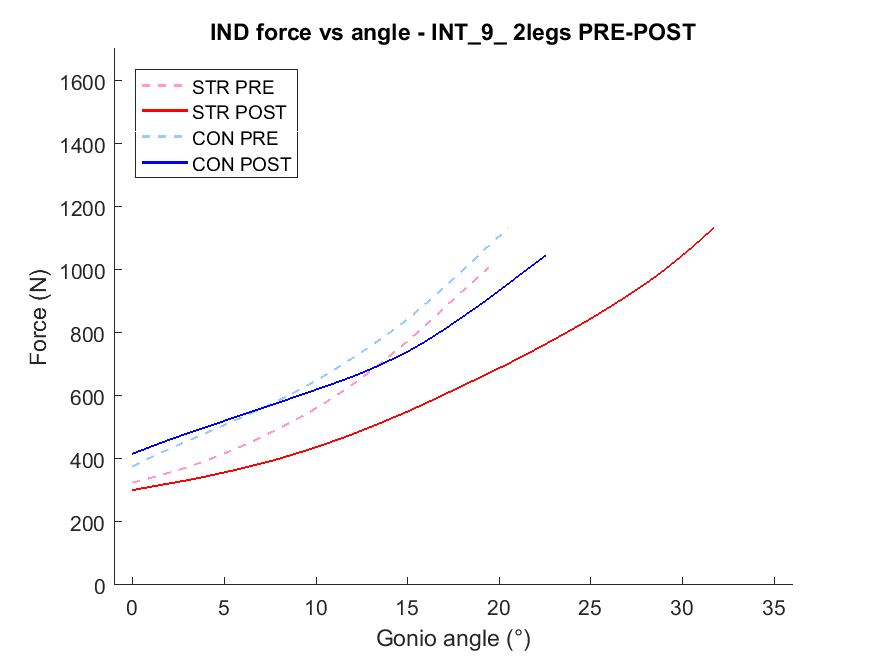 IND force vs angle - INT_9_ 2legs PRE-POST
STR PRE
STR POST
CON PRE
CON POST
1600
1400
1200
1000
800
600
400
200
0
Force (N)
0 5 10 15 20 25 30 35
Gonio angle (°)